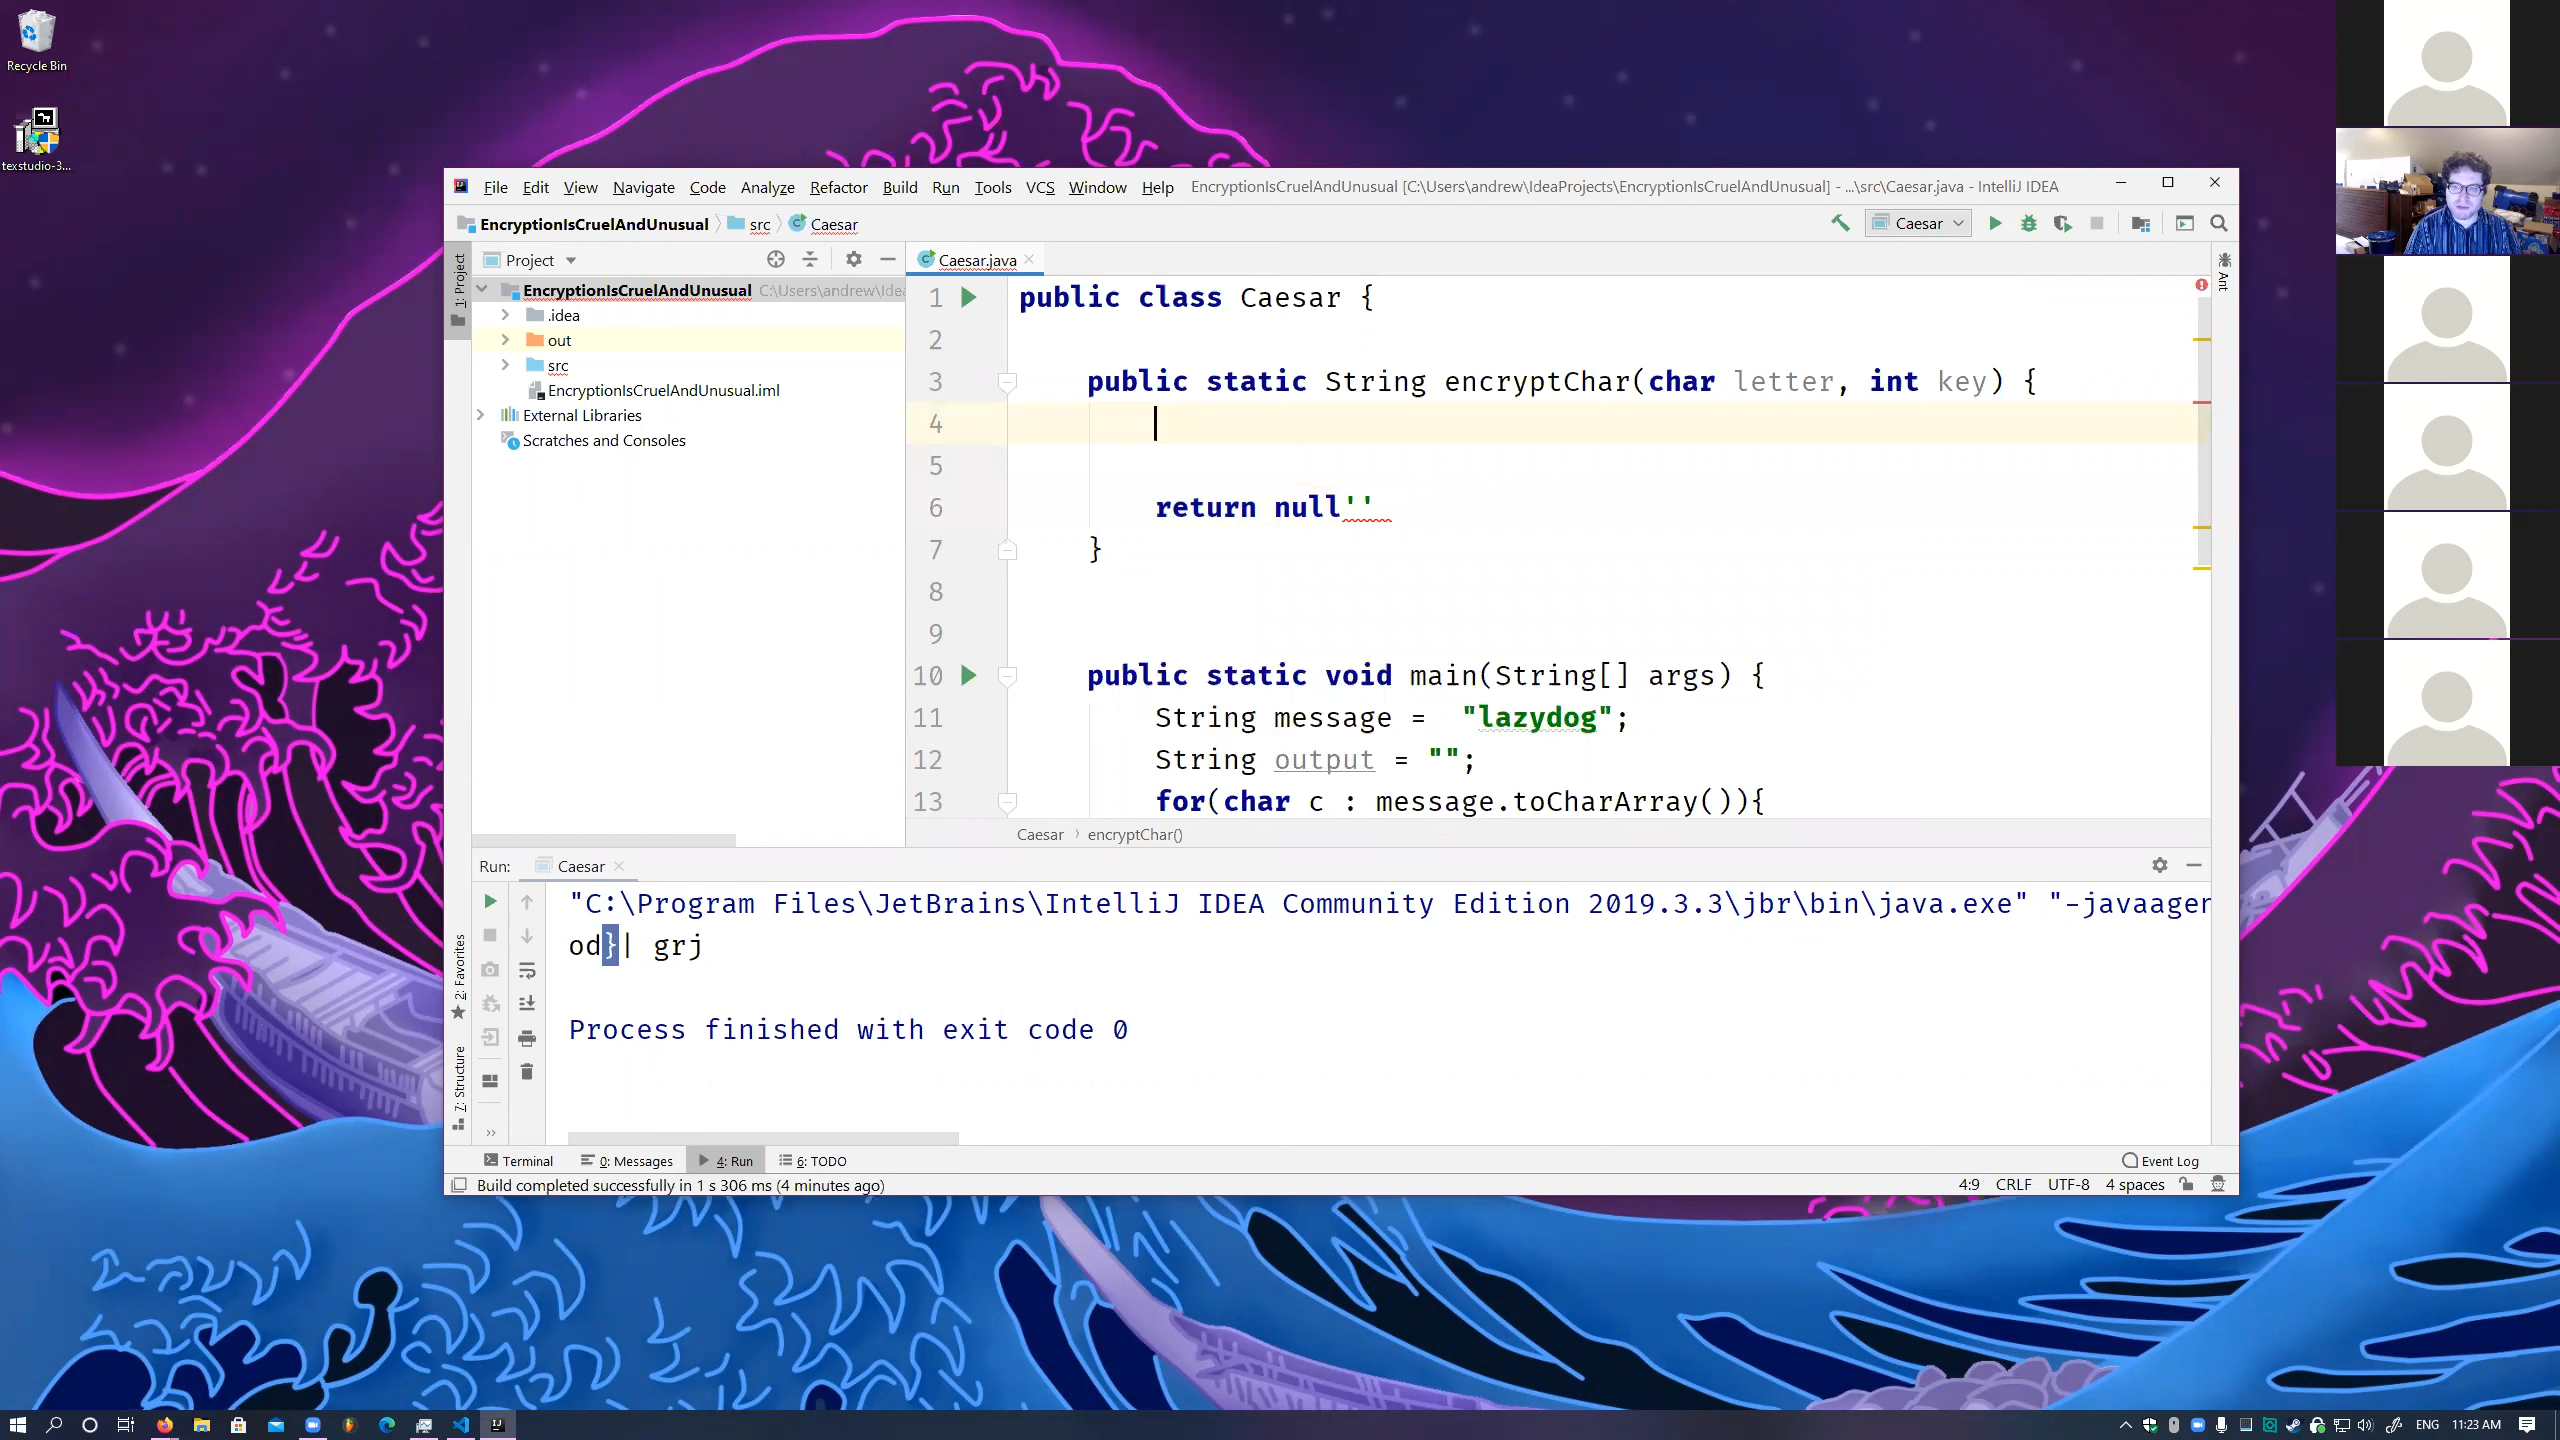 Recycle Bin
texstudio-3...
File Edit View Navigate Code Analyze Refactor Build Run Tools VCS Window Help EncryptionIsCruelAndUnusual [C:\Users\andrew\IdeaProjects\EncryptionIsCruelAndUnusual] - ...\src\Caesar.java - IntelliJ IDEA
EncryptionIsCruelAndUnusual src Caesar
Caesar
1: Project
Project
Caesar.java
Ant
EncryptionIsCruelAndUnusual C:\Users\andrew\Idea
.idea
out
src
EncryptionIsCruelAndUnusual.iml
External Libraries
Scratches and Consoles
1 public class Caesar {
2
3 public static String encryptChar(char letter, int key) {
4
5
6 return null''
7 }
8
9
10 public static void main(String[] args) {
11 String message =  "lazydog";
12 String output = "";
13 for(char c : message.toCharArray()){
Caesar › encryptChar()
Run: Caesar
"C:\Program Files\JetBrains\IntelliJ IDEA Community Edition 2019.3.3\jbr\bin\java.exe" "-javaagen
od}| grj
Process finished with exit code 0
2: Favorites
7: Structure
Terminal 0: Messages 4: Run 6: TODO Event Log
Build completed successfully in 1 s 306 ms (4 minutes ago) 4:9 CRLF UTF-8 4 spaces
ENG 11:23 AM